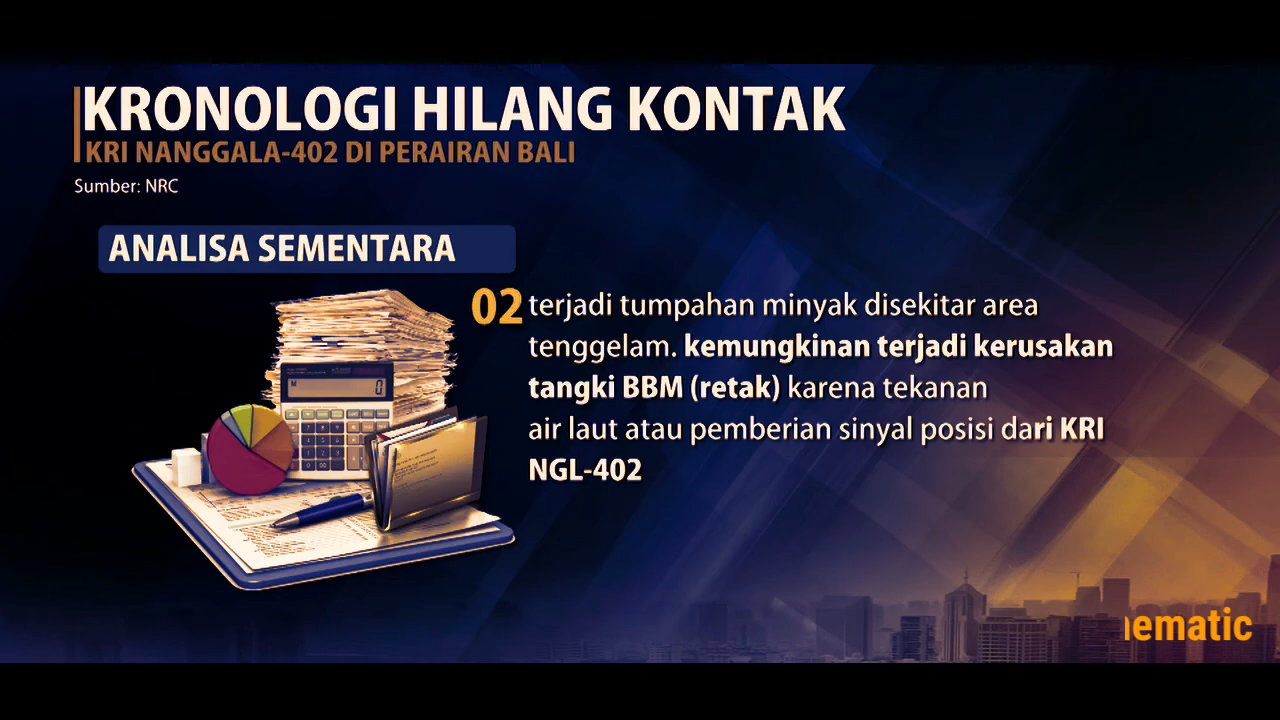 KRONOLOGI HILANG KONTAK
KRI NANGGALA-402 DI PERAIRAN BALI
Sumber: NRC
ANALISA SEMENTARA
02 terjadi tumpahan minyak disekitar area
tenggelam. kemungkinan terjadi kerusakan
tangki BBM (retak) karena tekanan
air laut atau pemberian sinyal posisi dari KRI
NGL-402